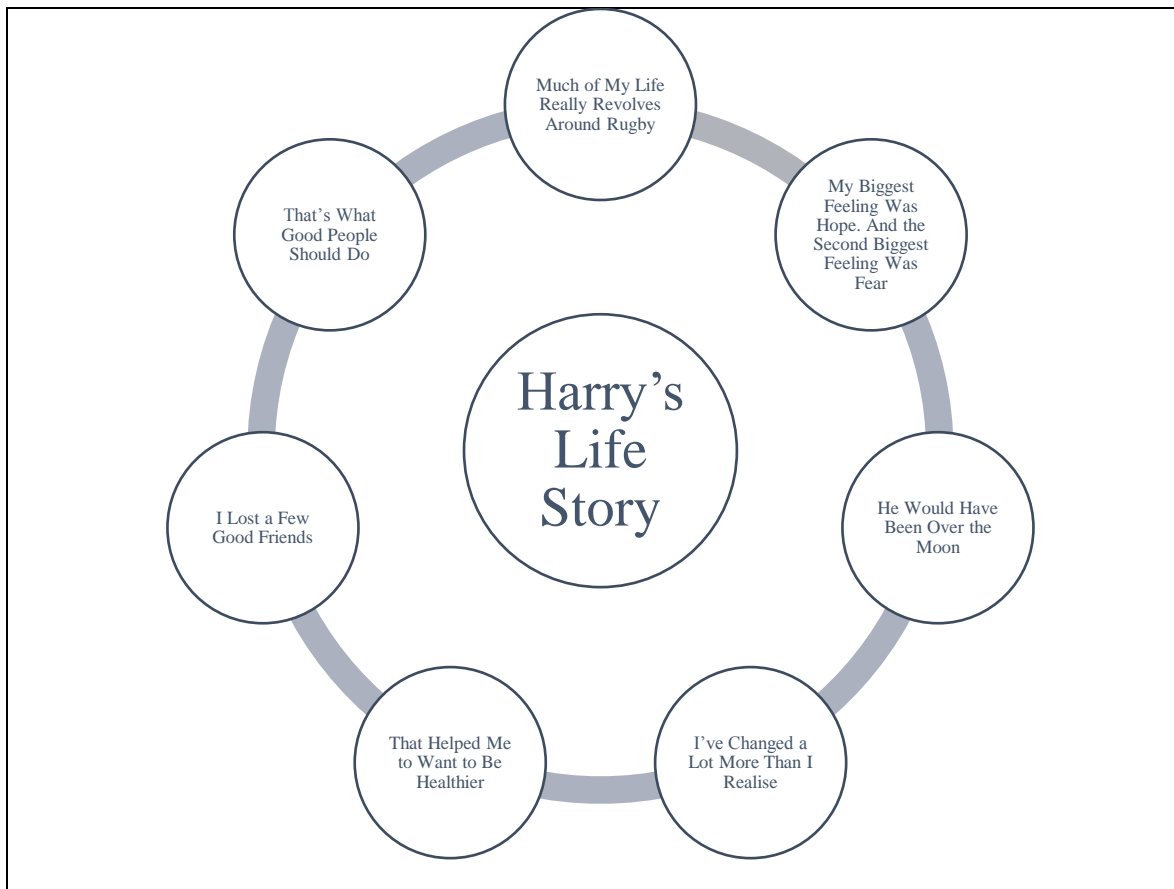 Much of My Life
Really Revolves
Around Rugby
My Biggest
Feeling Was
Hope. And the
Second Biggest
Feeling Was
Fear
He Would Have
Been Over the
Moon
I’ve Changed a
Lot More Than I
Realise
That Helped Me
to Want to Be
Healthier
I Lost a Few
Good Friends
That’s What
Good People
Should Do
Harry’s
Life
Story